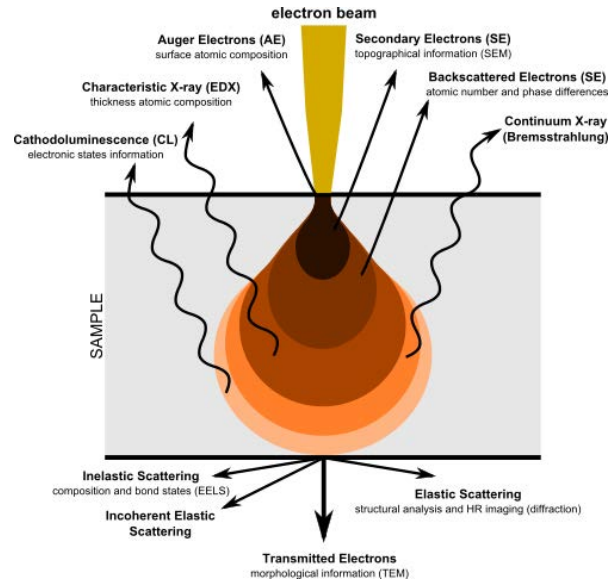 electron beam
Auger Electrons (AE)
surface atomic composition
Secondary Electrons (SE)
topographical information (SEM)
Characteristic X-ray (EDX)
thickness atomic composition
Backscattered Electrons (SE)
atomic number and phase differences
Cathodoluminescence (CL)
electronic states information
Continuum X-ray
(Bremsstrahlung)
SAMPLE
Inelastic Scattering
composition and bond states (EELS)
Incoherent Elastic
Scattering
Elastic Scattering
structural analysis and HR imaging (diffraction)
Transmitted Electrons
morphological information (TEM)